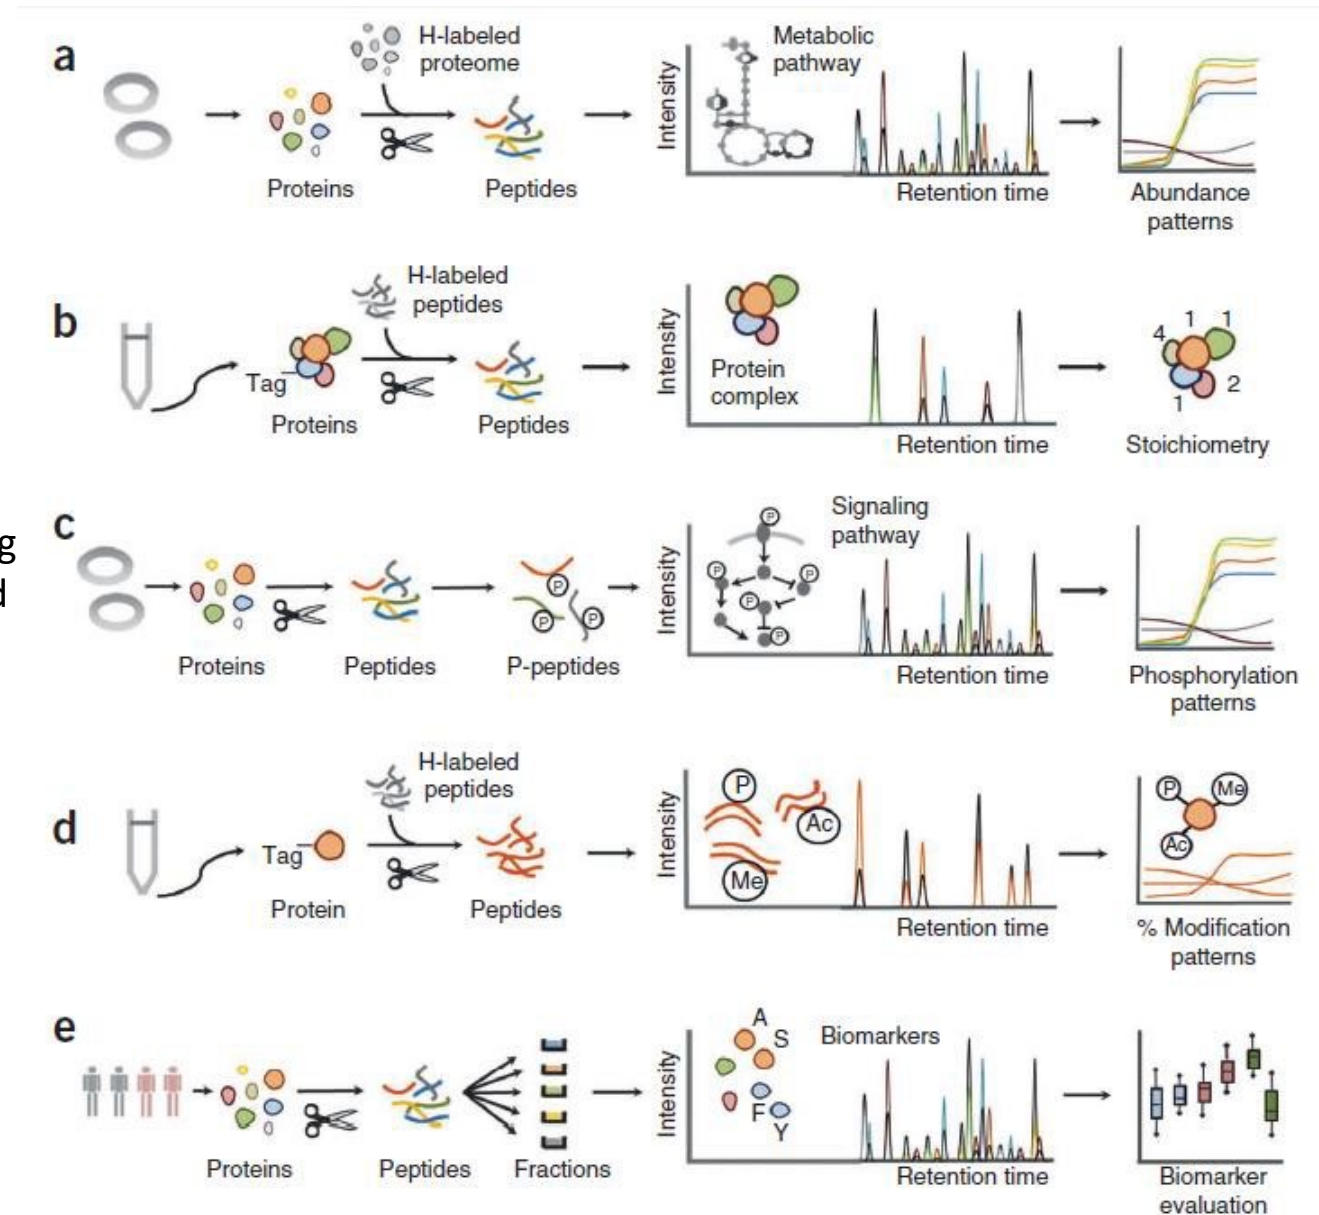 a
H-labeled
proteome
Proteins
Peptides
Intensity
Metabolic
pathway
Retention time
Abundance
patterns
b
H-labeled
peptides
Tag
Proteins
Peptides
Intensity
Protein
complex
Retention time
4
1
1
2
1
Stoichiometry
g
d
c
Proteins
Peptides
P
P
P
P-peptides
Intensity
Signaling
pathway
P
P
P
P
P
Retention time
Phosphorylation
patterns
d
H-labeled
peptides
Tag
Protein
Peptides
Intensity
P
Ac
Me
Retention time
P
Me
Ac
% Modification
patterns
e
Proteins
Peptides
Fractions
Intensity
A
S
F
Y
Biomarkers
Retention time
Biomarker
evaluation